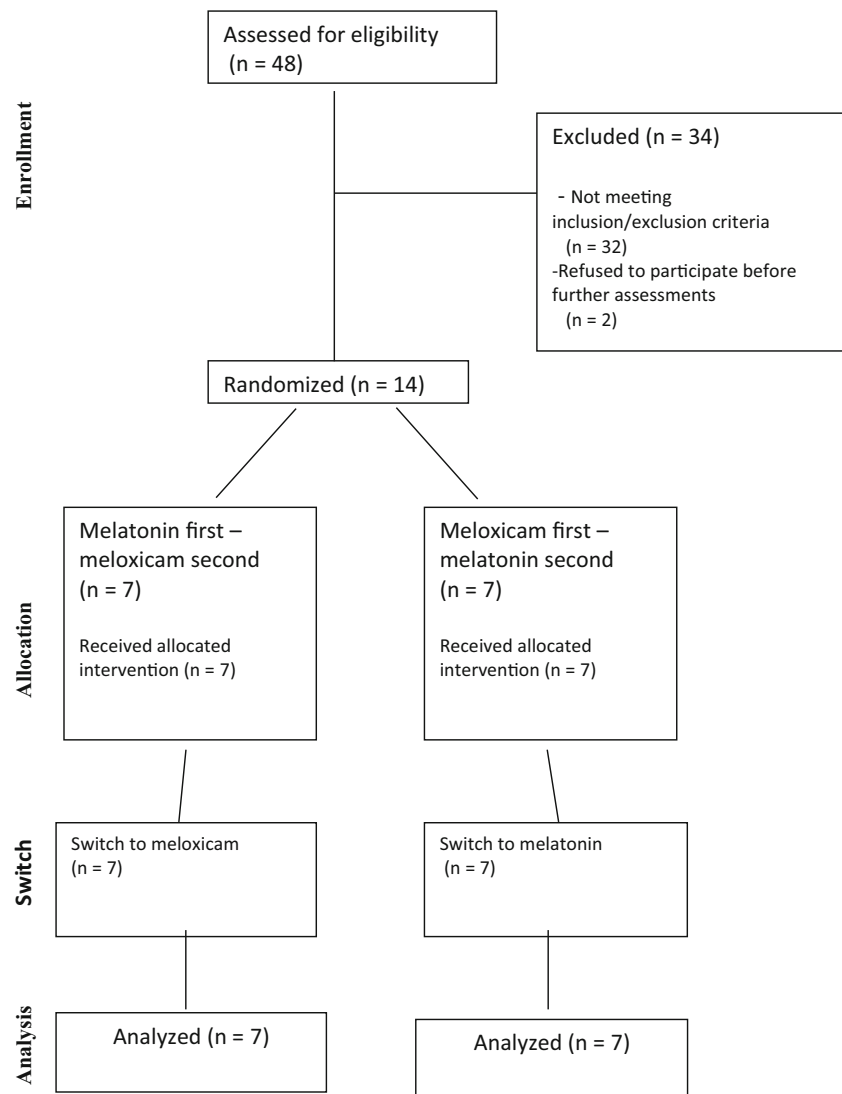 Enrollment
Assessed for eligibility
(n = 48)
Excluded (n = 34)
- Not meeting
inclusion/exclusion criteria
(n = 32)
-Refused to participate before
further assessments
(n = 2)
Randomized (n = 14)
Allocation
Melatonin first –
meloxicam second
(n = 7)
Received allocated
intervention (n = 7)
Meloxicam first –
melatonin second
(n = 7)
Received allocated
intervention (n = 7)
Switch
Switch to meloxicam
(n = 7)
Switch to melatonin
(n = 7)
Analysis
Analyzed (n = 7)
Analyzed (n = 7)